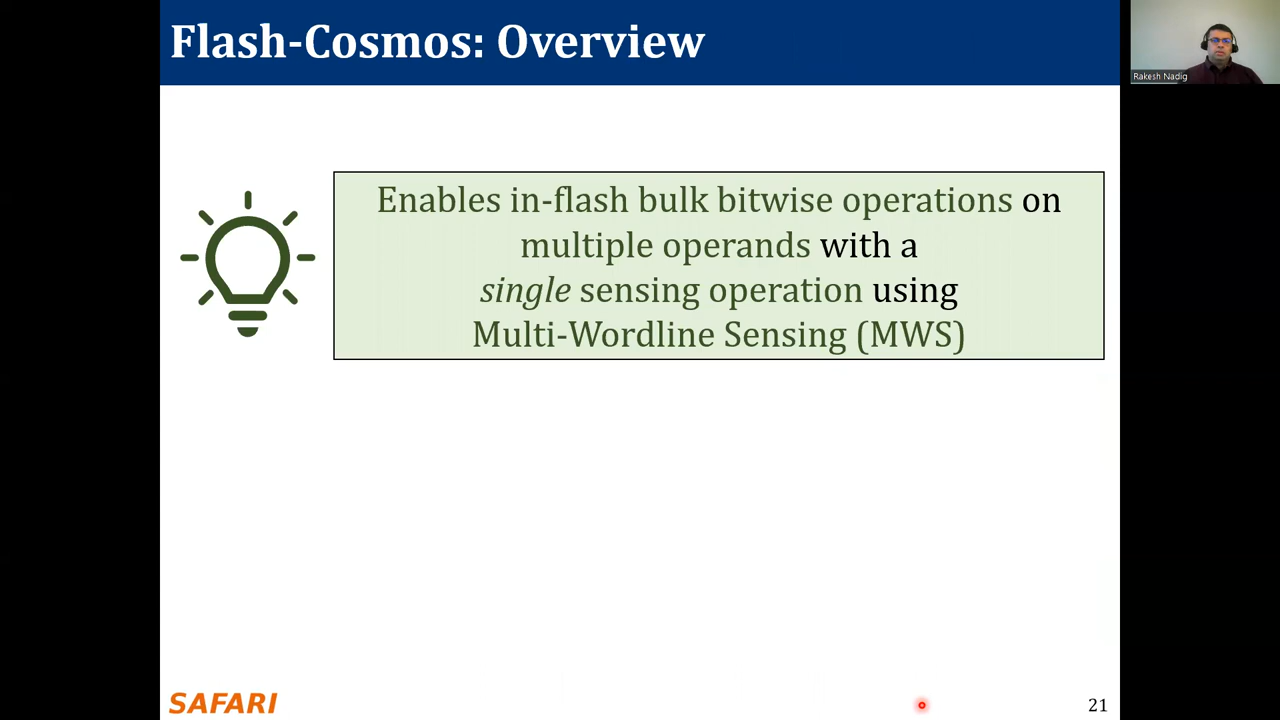 Flash-Cosmos: Overview
Rakesh Nadig
Enables in-flash bulk bitwise operations on
multiple operands with a
single sensing operation using
Multi-Wordline Sensing (MWS)
SAFARI
21